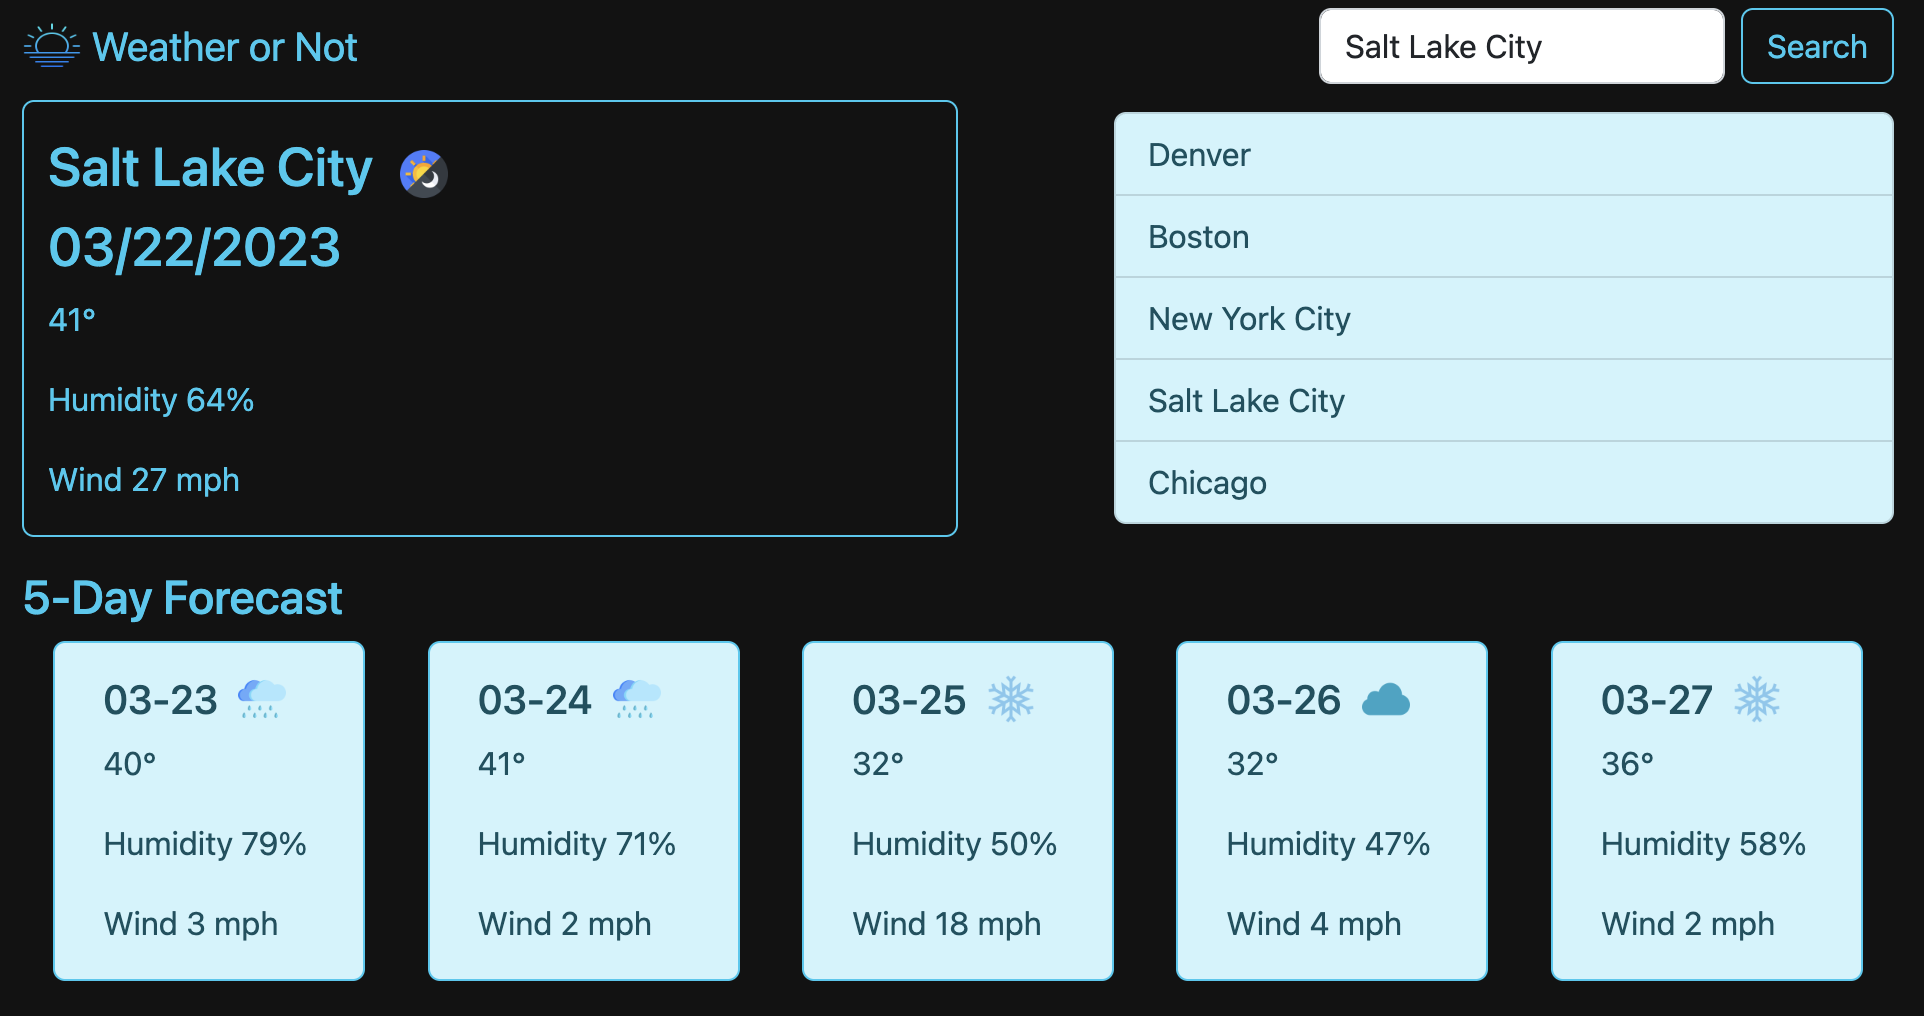 Weather or Not
Salt Lake City
Search
Salt Lake City
03/22/2023
41°
Humidity 64%
Wind 27 mph
Denver
Boston
New York City
Salt Lake City
Chicago
5-Day Forecast
03-23
40°
Humidity 79%
Wind 3 mph
03-24
41°
Humidity 71%
Wind 2 mph
03-25
32°
Humidity 50%
Wind 18 mph
03-26
32°
Humidity 47%
Wind 4 mph
03-27
36°
Humidity 58%
Wind 2 mph